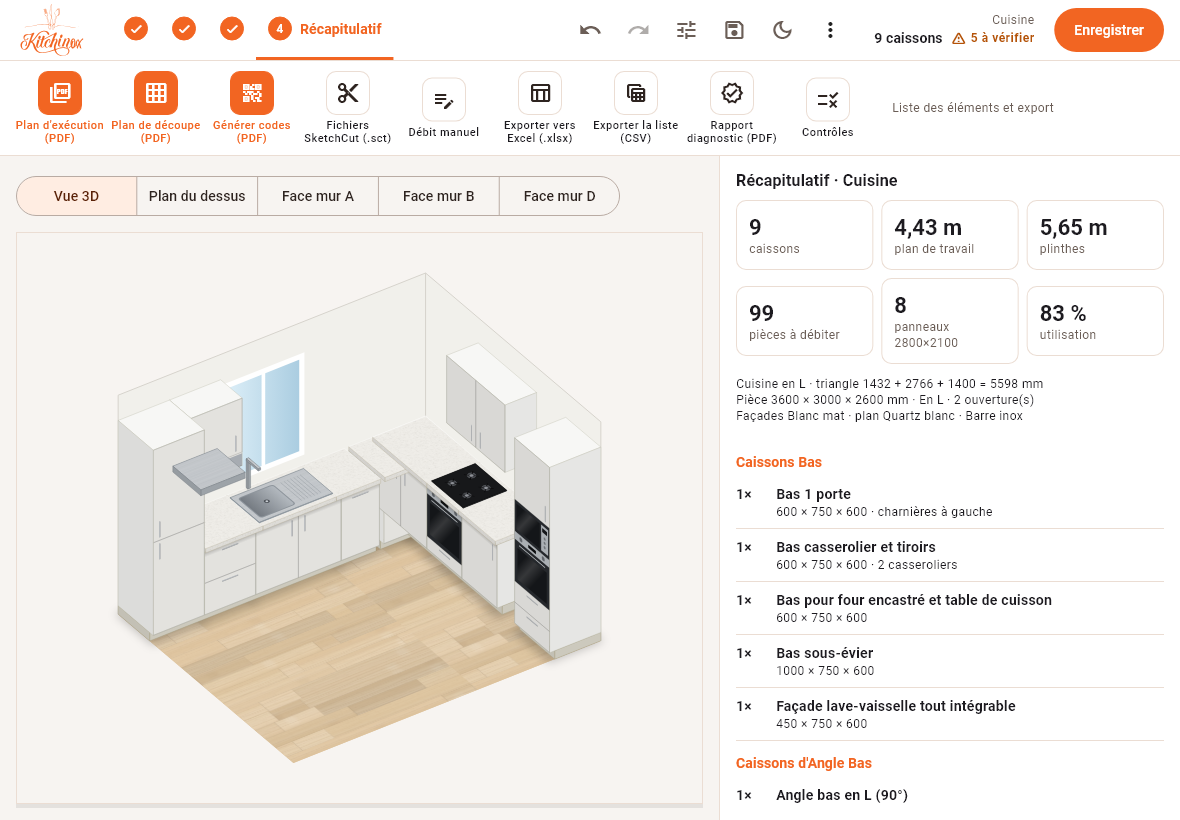 Kitchinox
4 Récapitulatif
9 caissons
Cuisine
5 à vérifier
Enregistrer
PDF
Plan d'exécution
(PDF)
Plan de découpe
(PDF)
Générer codes
(PDF)
Fichiers
SketchCut (.sct)
Débit manuel
Exporter vers
Excel (.xlsx)
Exporter la liste
(CSV)
Rapport
diagnostic (PDF)
Contrôles
Liste des éléments et export
Vue 3D
Plan du dessus
Face mur A
Face mur B
Face mur D
Récapitulatif · Cuisine
9
caissons
4,43 m
plan de travail
5,65 m
plinthes
99
pièces à débiter
8
panneaux
2800×2100
83 %
utilisation
Cuisine en L · triangle 1432 + 2766 + 1400 = 5598 mm
Pièce 3600 × 3000 × 2600 mm · En L · 2 ouverture(s)
Façades Blanc mat · plan Quartz blanc · Barre inox
Caissons Bas
1× Bas 1 porte
600 × 750 × 600 · charnières à gauche
1× Bas casserolier et tiroirs
600 × 750 × 600 · 2 casseroliers
1× Bas pour four encastré et table de cuisson
600 × 750 × 600
1× Bas sous-évier
1000 × 750 × 600
1× Façade lave-vaisselle tout intégrable
450 × 750 × 600
Caissons d'Angle Bas
1× Angle bas en L (90°)